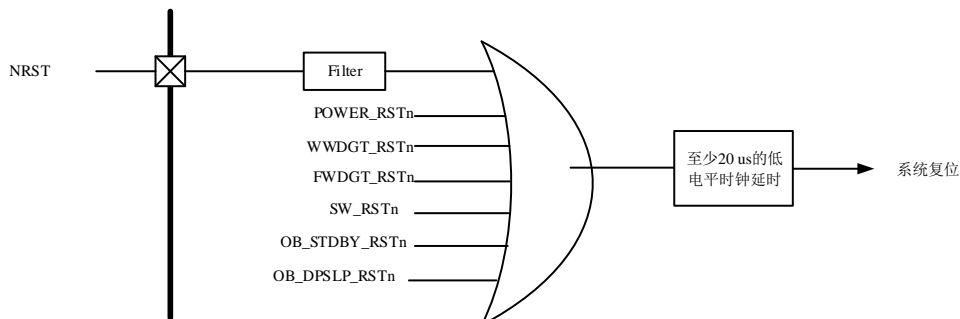 NRST
Filter
POWER_RSTn
WWDGT_RSTn
FWDGT_RSTn
SW_RSTn
OB_STDBY_RSTn
OB_DPSLP_RSTn
至少20 us的低
电平时钟延时
系统复位